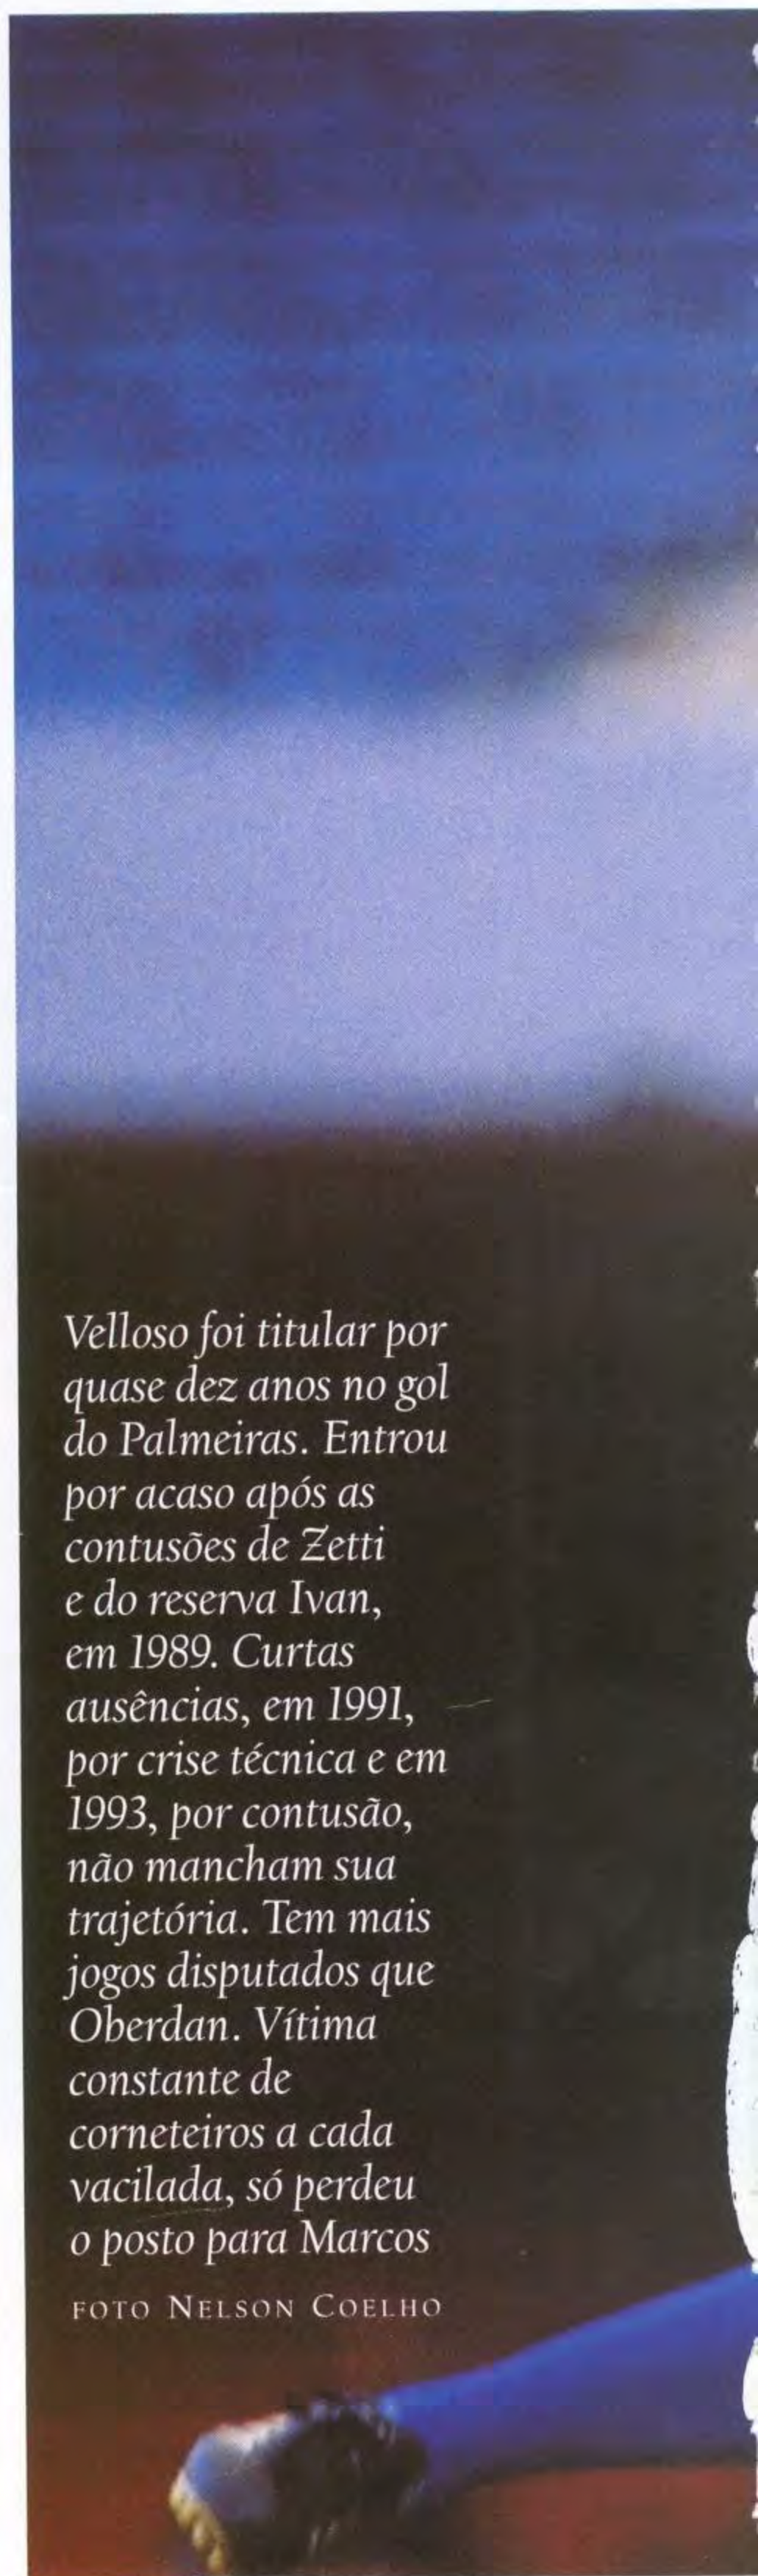 Velloso foi titular por
quase dez anos no gol
do Palmeiras. Entrou
por acaso após as
contusões de Zetti
e do reserva Ivan,
em 1989. Curtas
ausências, em 1991,
por crise técnica e em
1993, por contusão,
não mancham sua
trajetória. Tem mais
jogos disputados que
Oberdan. Vítima
constante de
corneteiros a cada
vacilada, só perdeu
o posto para Marcos
FOTO NELSON COELHO